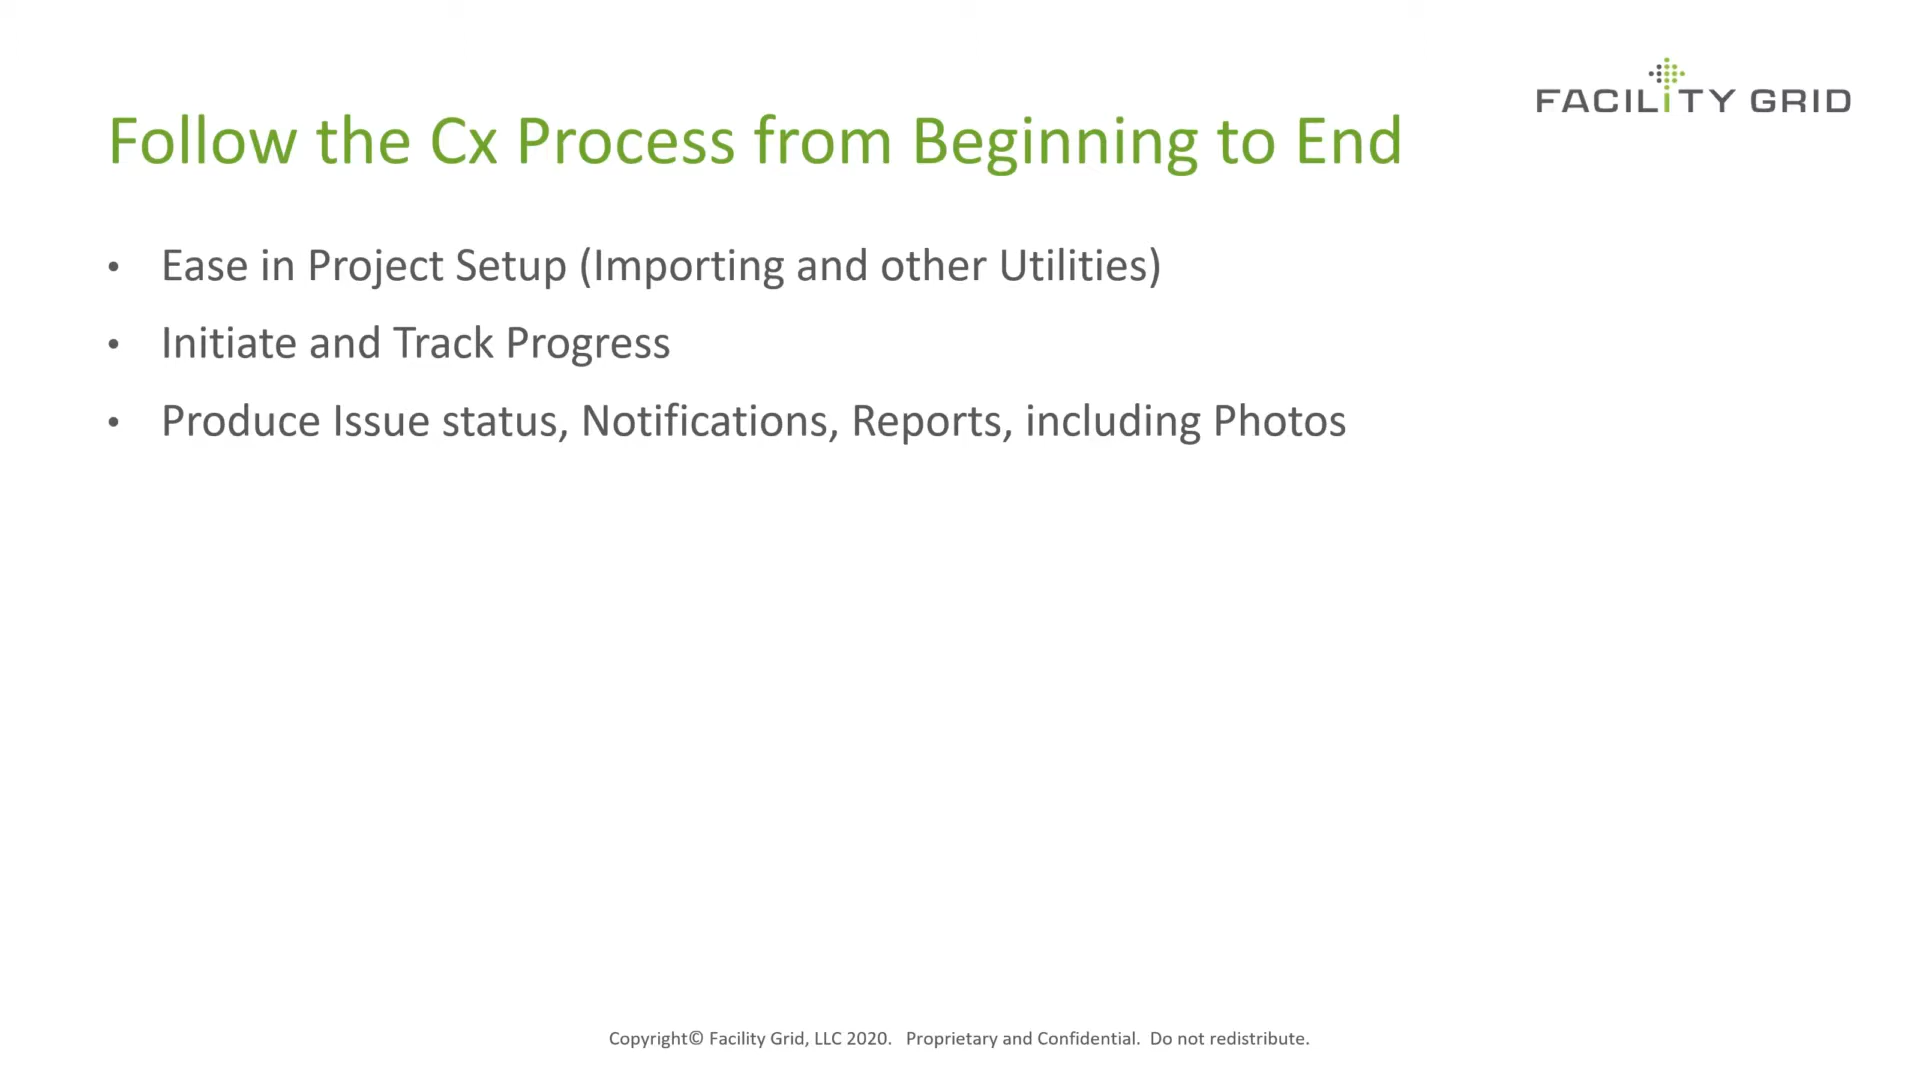 FACILITY GRID
Follow the Cx Process from Beginning to End
• Ease in Project Setup (Importing and other Utilities)
• Initiate and Track Progress
• Produce Issue status, Notifications, Reports, including Photos
Copyright© Facility Grid, LLC 2020. Proprietary and Confidential. Do not redistribute.